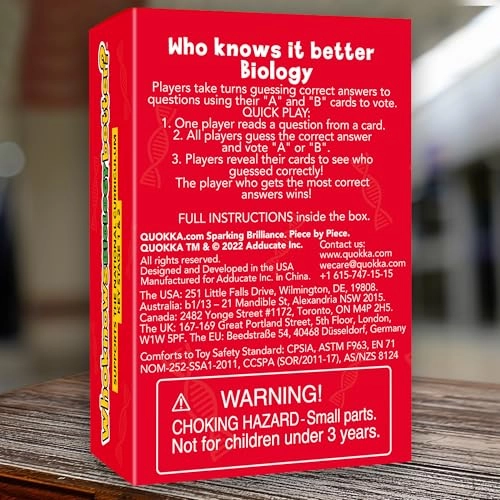 Who knows it better
Biology
Players take turns guessing correct answers to
questions using their "A" and "B" cards to vote.
QUICK PLAY:
1. One player reads a question from a card.
2. All players guess the correct answer
and vote "A" or "B".
3. Players reveal their cards to see who
guessed correctly!
The player who gets the most correct
answers wins!
FULL INSTRUCTIONS inside the box.
QUOKKA.com Sparking Brilliance. Piece by Piece.
QUOKKA TM & © 2022 Adducate Inc.
All rights reserved.
Designed and Developed in the USA
Manufactured for Adducate Inc. in China.
Contact us:
www.quokka.com
wecare@quokka.com
+1 615-747-15-15
The USA: 251 Little Falls Drive, Wilmington, DE, 19808.
Australia: b1/13 – 21 Mandible St, Alexandria NSW 2015.
Canada: 2482 Yonge Street #1172, Toronto, ON M4P 2H5.
The UK: 167-169 Great Portland Street, 5th Floor, London,
W1W 5PF. The EU: Beedstraße 54, 40468 Düsseldorf, Germany
Comforts to Toy Safety Standard: CPSIA, ASTM F963, EN 71
NOM-252-SSA1-2011, CCSPA (SOR/2011-17), AS/NZS 8124
WARNING!
CHOKING HAZARD - Small parts.
Not for children under 3 years.
who knows BIOLOGY better
SUPPORTS THE NATIONAL CURRICULUM
KEY STAGE 1 & 2